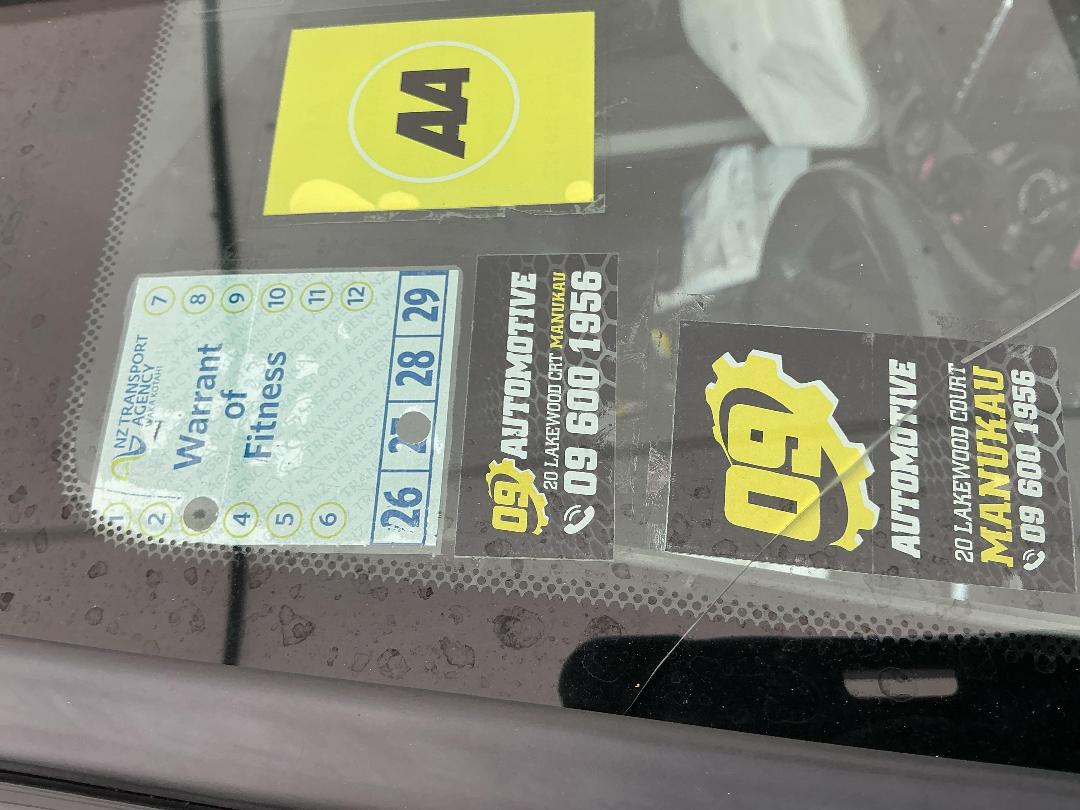 AA
NZ TRANSPORT
AGENCY
WAKA KOTAHI
Warrant
of
Fitness
1 7
2 8
9
4 10
5 11
6 12
26 27 28 29
09 AUTOMOTIVE
20 LAKEWOOD CRT MANUKAU
09 600 1956
09
AUTOMOTIVE
20 LAKEWOOD COURT
MANUKAU
09 600 1956